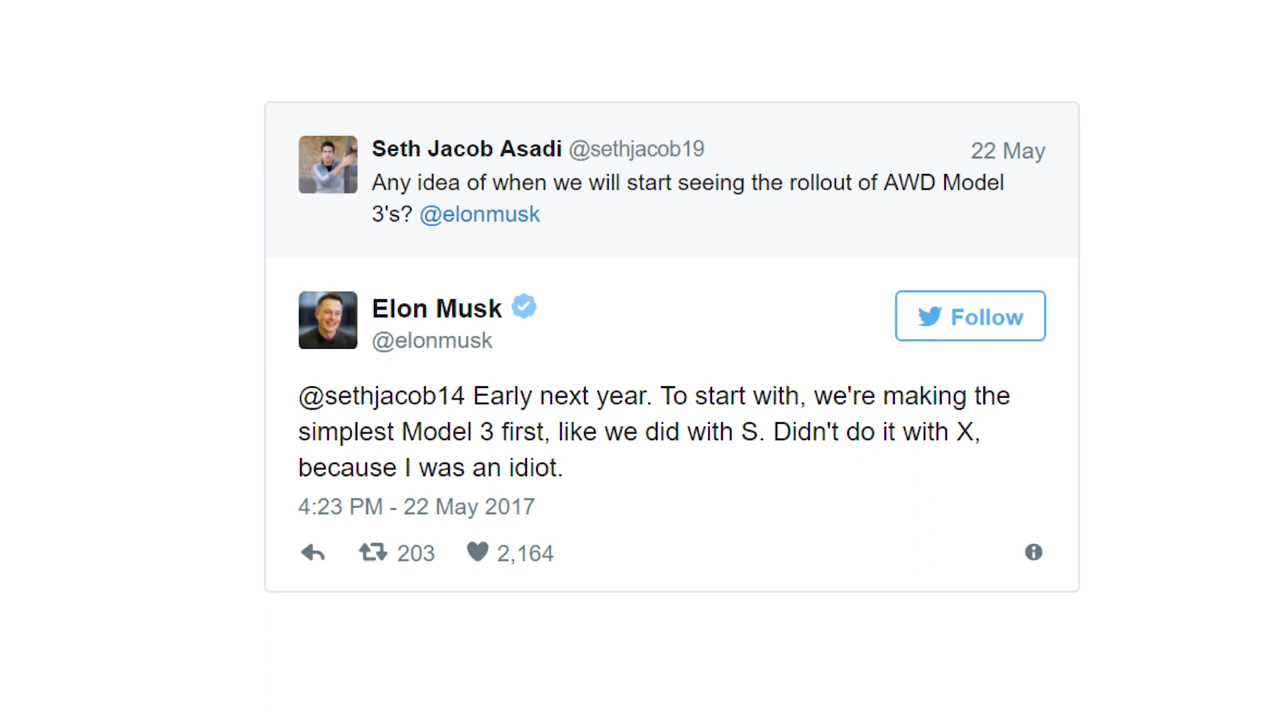 Seth Jacob Asadi @sethjacob19 22 May
Any idea of when we will start seeing the rollout of AWD Model
3's? @elonmusk
Elon Musk
Follow
@elonmusk
@sethjacob14 Early next year. To start with, we're making the
simplest Model 3 first, like we did with S. Didn't do it with X,
because I was an idiot.
4:23 PM - 22 May 2017
203 2,164